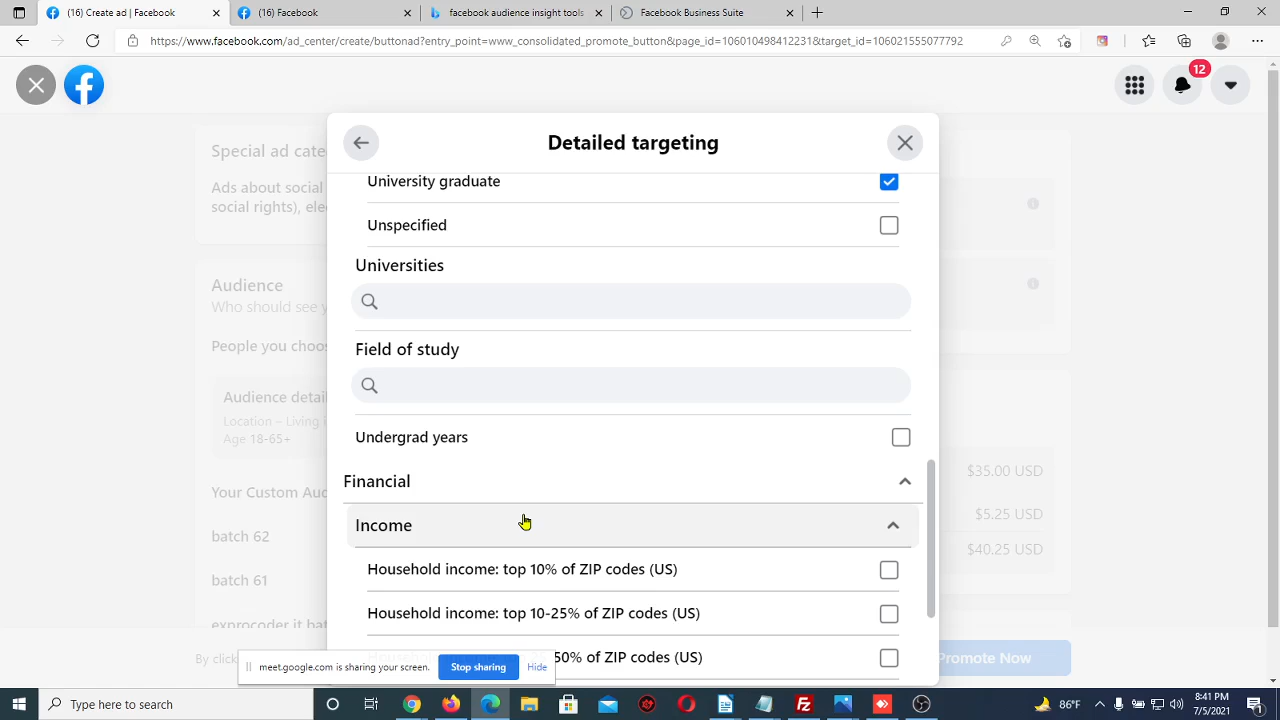 (16) Create ad | Facebook
(16) Facebook
facebook audience insight tools
Facebook Business Suite
https://www.facebook.com/ad_center/create/buttonad?entry_point=www_consolidated_promote_button&page_id=106010498412231&target_id=106021555077792
12
Detailed targeting
Special ad cate
Ads about social
social rights), ele
University graduate
Unspecified
Universities
Audience
Who should see y
People you choos
Field of study
Audience detai
Location – Living i
Age 18-65+
Undergrad years
$35.00 USD
Financial
Your Custom Aud
$5.25 USD
Income
batch 62
$40.25 USD
Household income: top 10% of ZIP codes (US)
batch 61
Household income: top 10-25% of ZIP codes (US)
exprocoder it bat
By click
meet.google.com is sharing your screen.
Stop sharing
Hide
50% of ZIP codes (US)
Promote Now
Type here to search
86°F
8:41 PM
7/5/2021